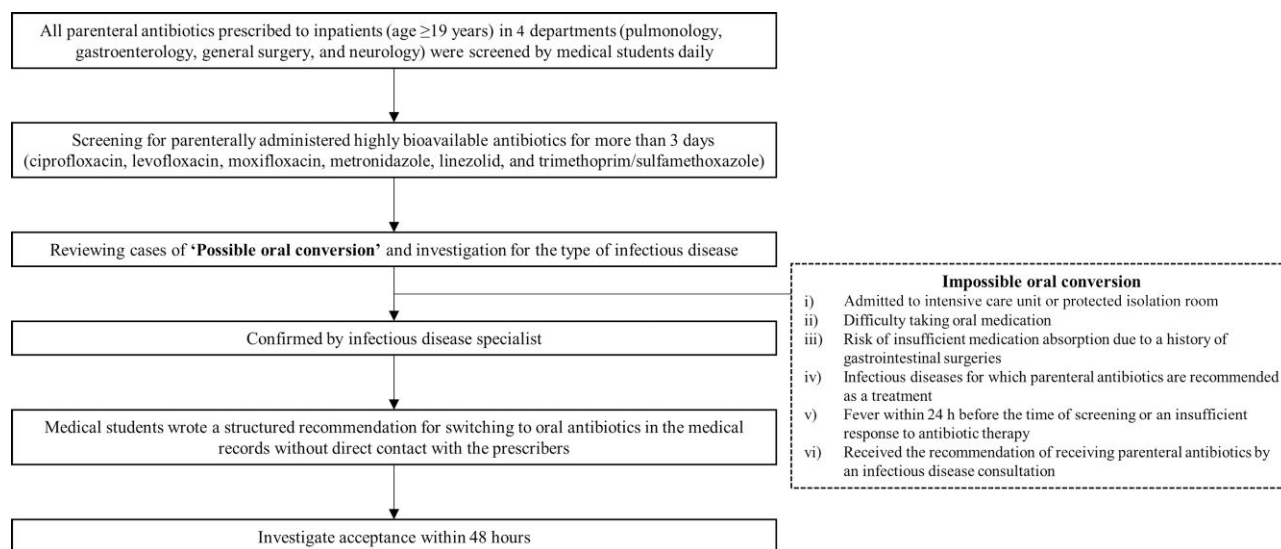 All parenteral antibiotics prescribed to inpatients (age ≥19 years) in 4 departments (pulmonology,
gastroenterology, general surgery, and neurology) were screened by medical students daily
Screening for parenterally administered highly bioavailable antibiotics for more than 3 days
(ciprofloxacin, levofloxacin, moxifloxacin, metronidazole, linezolid, and trimethoprim/sulfamethoxazole)
Reviewing cases of ‘Possible oral conversion’ and investigation for the type of infectious disease
Impossible oral conversion
i) Admitted to intensive care unit or protected isolation room
ii) Difficulty taking oral medication
iii) Risk of insufficient medication absorption due to a history of
gastrointestinal surgeries
iv) Infectious diseases for which parenteral antibiotics are recommended
as a treatment
v) Fever within 24 h before the time of screening or an insufficient
response to antibiotic therapy
vi) Received the recommendation of receiving parenteral antibiotics by
an infectious disease consultation
Confirmed by infectious disease specialist
Medical students wrote a structured recommendation for switching to oral antibiotics in the medical
records without direct contact with the prescribers
Investigate acceptance within 48 hours